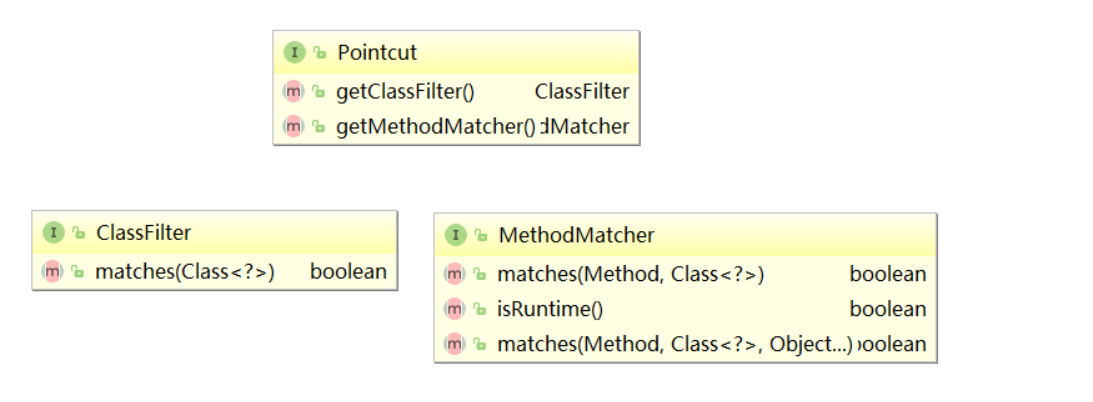 I Pointcut
m getClassFilter() ClassFilter
m getMethodMatcher() dMatcher
I ClassFilter
m matches(Class<?>) boolean
I MethodMatcher
m matches(Method, Class<?>) boolean
m isRuntime() boolean
m matches(Method, Class<?>, Object...) boolean